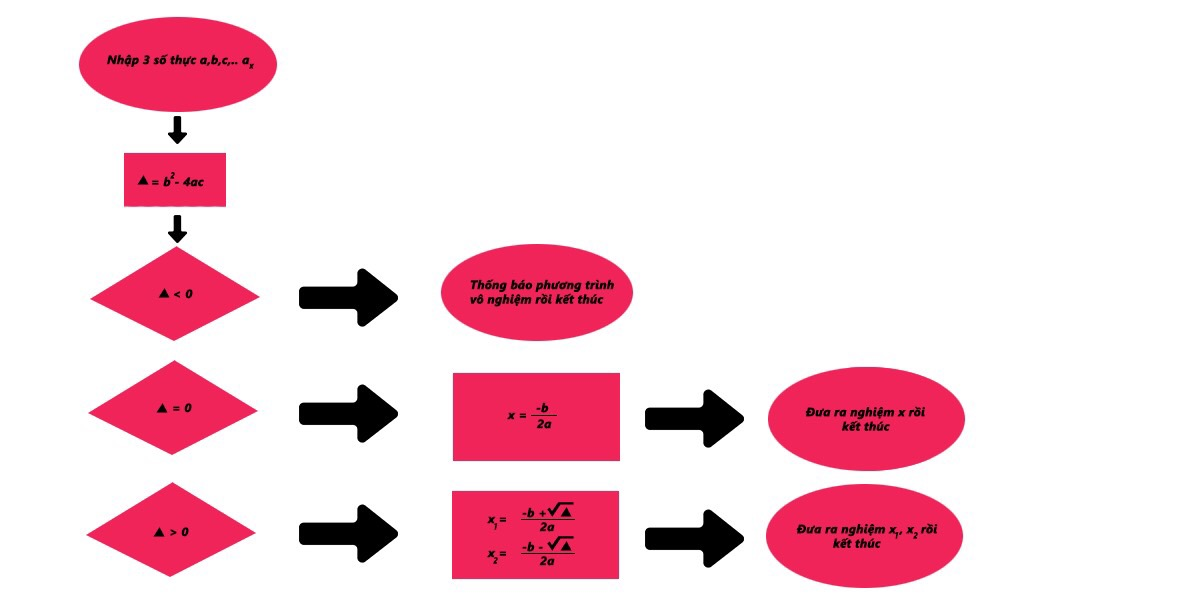 Nhập 3 số thực a,b,c,.. aₓ
▲ = b² - 4ac
▲ < 0
Thống báo phương trình
vô nghiệm rồi kết thúc
▲ = 0
x = -b / 2a
Đưa ra nghiệm x rồi
kết thúc
▲ > 0
x₁ = -b + √▲ / 2a
x₂ = -b - √▲ / 2a
Đưa ra nghiệm x₁, x₂ rồi
kết thúc